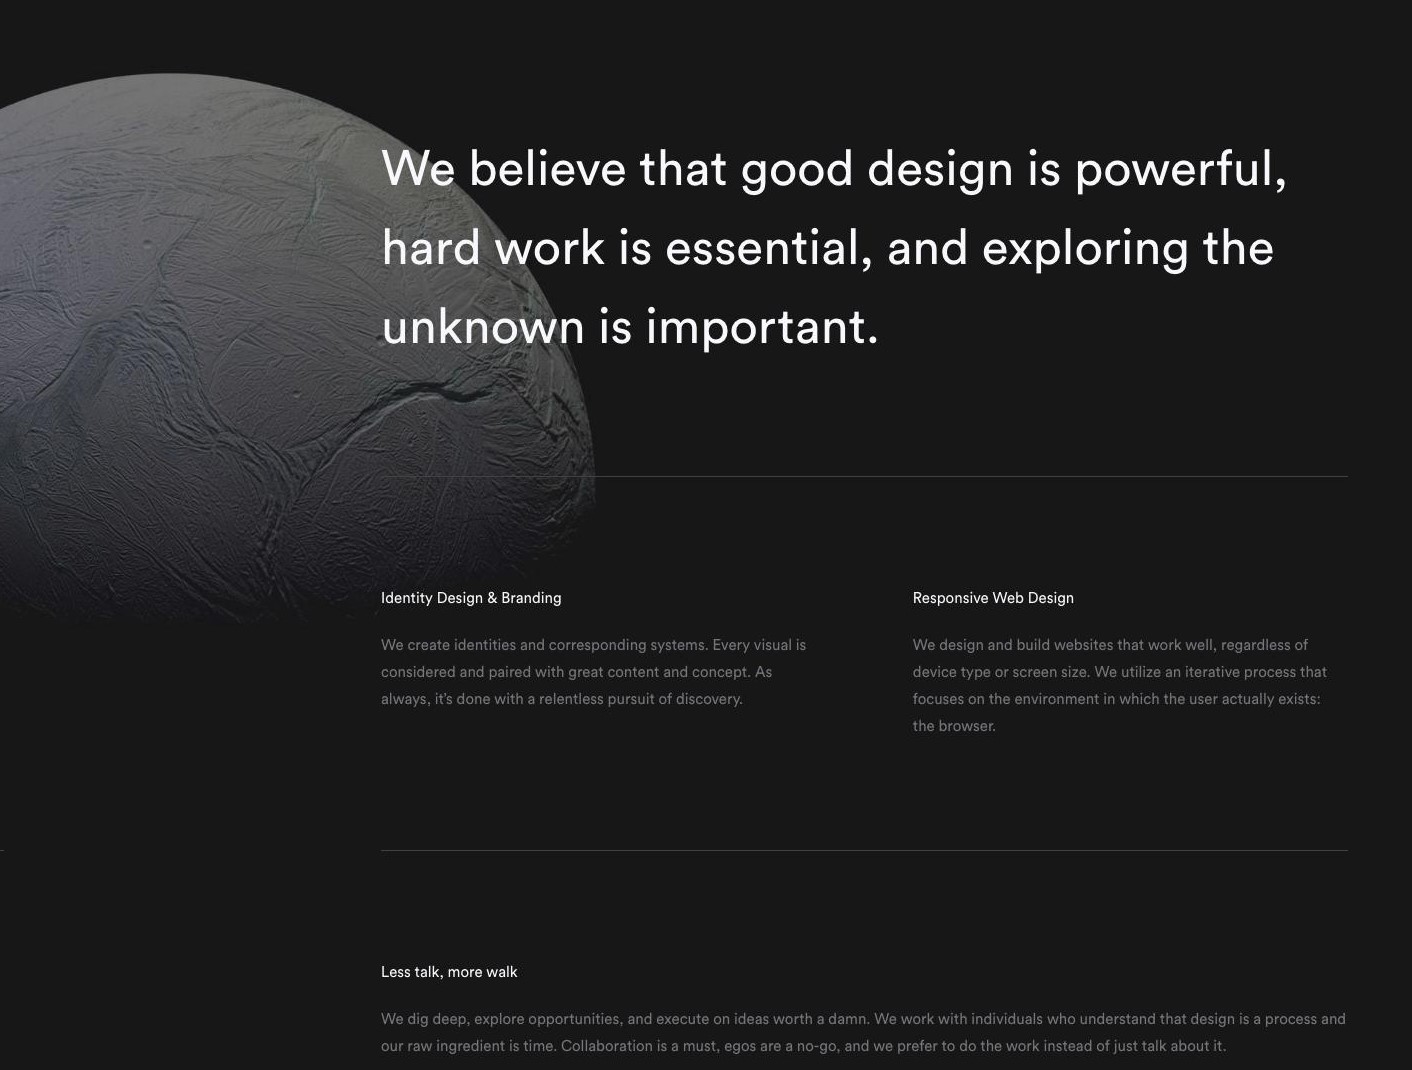 We believe that good design is powerful,
hard work is essential, and exploring the
unknown is important.
Identity Design & Branding
We create identities and corresponding systems. Every visual is
considered and paired with great content and concept. As
always, it's done with a relentless pursuit of discovery.
Responsive Web Design
We design and build websites that work well, regardless of
device type or screen size. We utilize an iterative process that
focuses on the environment in which the user actually exists:
the browser.
Less talk, more walk
We dig deep, explore opportunities, and execute on ideas worth a damn. We work with individuals who understand that design is a process and
our raw ingredient is time. Collaboration is a must, egos are a no-go, and we prefer to do the work instead of just talk about it.